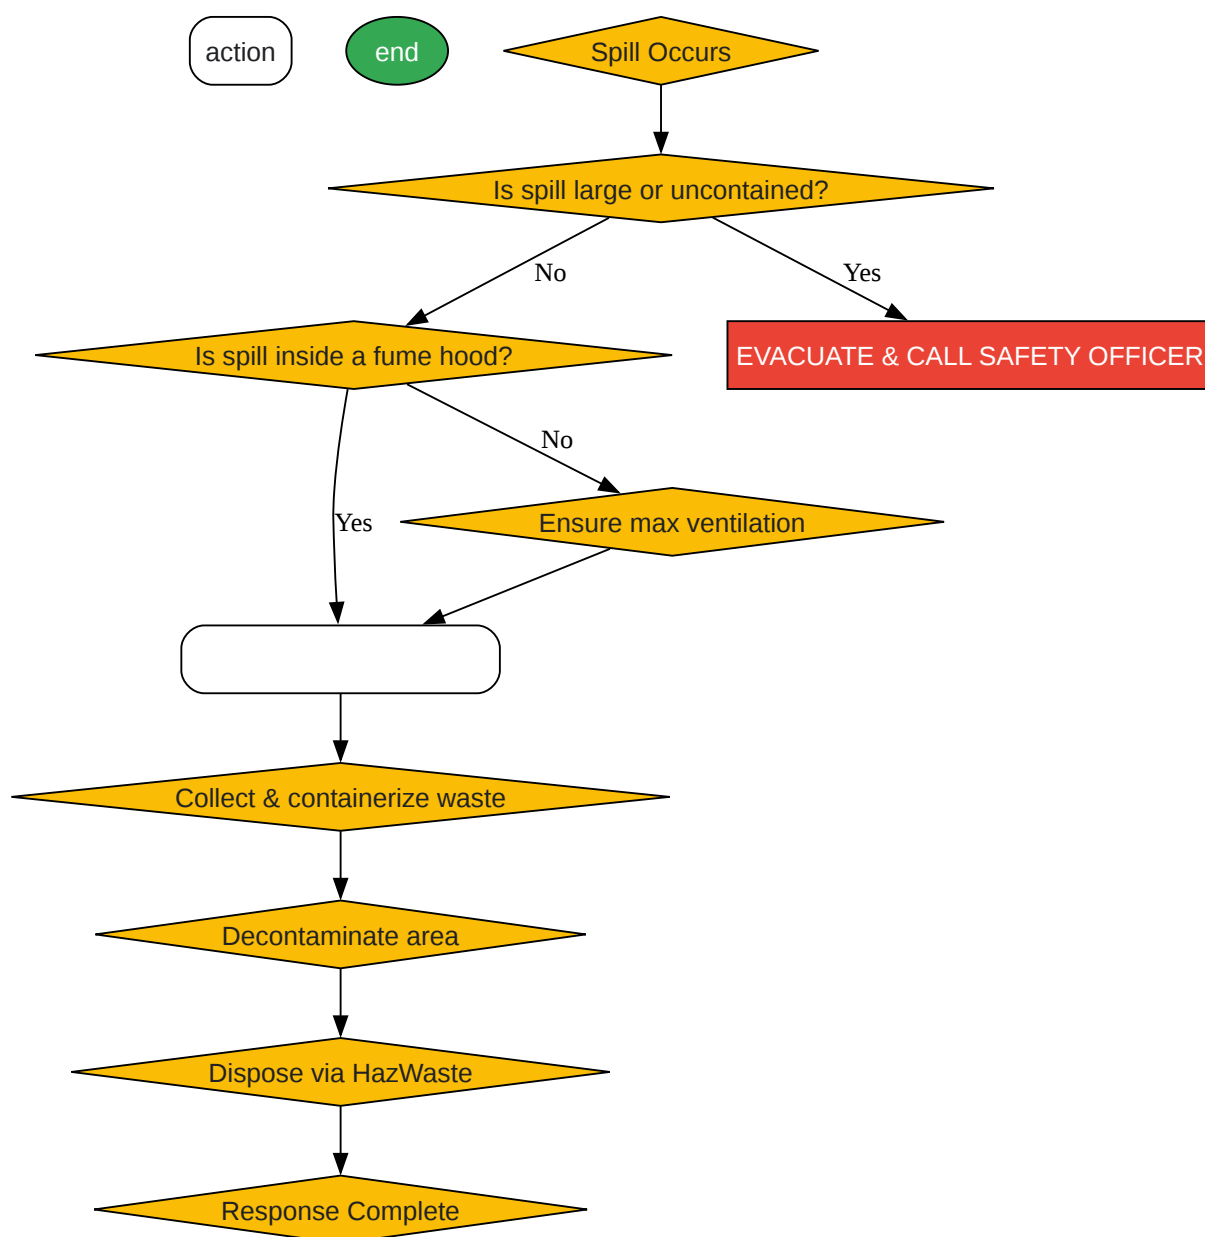 action
end
Spill Occurs
Is spill large or uncontained?
No
Yes
Is spill inside a fume hood?
EVACUATE & CALL SAFETY OFFICER
No
Yes
Ensure max ventilation
Collect & containerize waste
Decontaminate area
Dispose via HazWaste
Response Complete